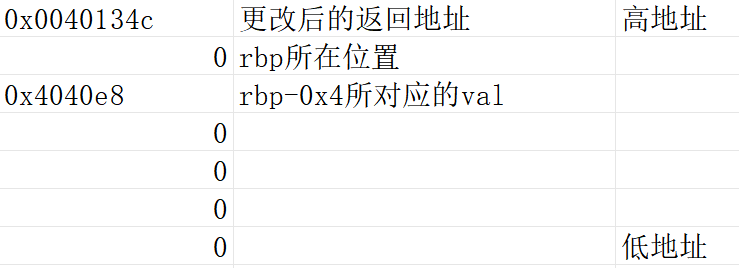 0x0040134c 更改后的返回地址 高地址
0 rbp所在位置
0x4040e8 rbp-0x4所对应的val
0
0
0
0 低地址